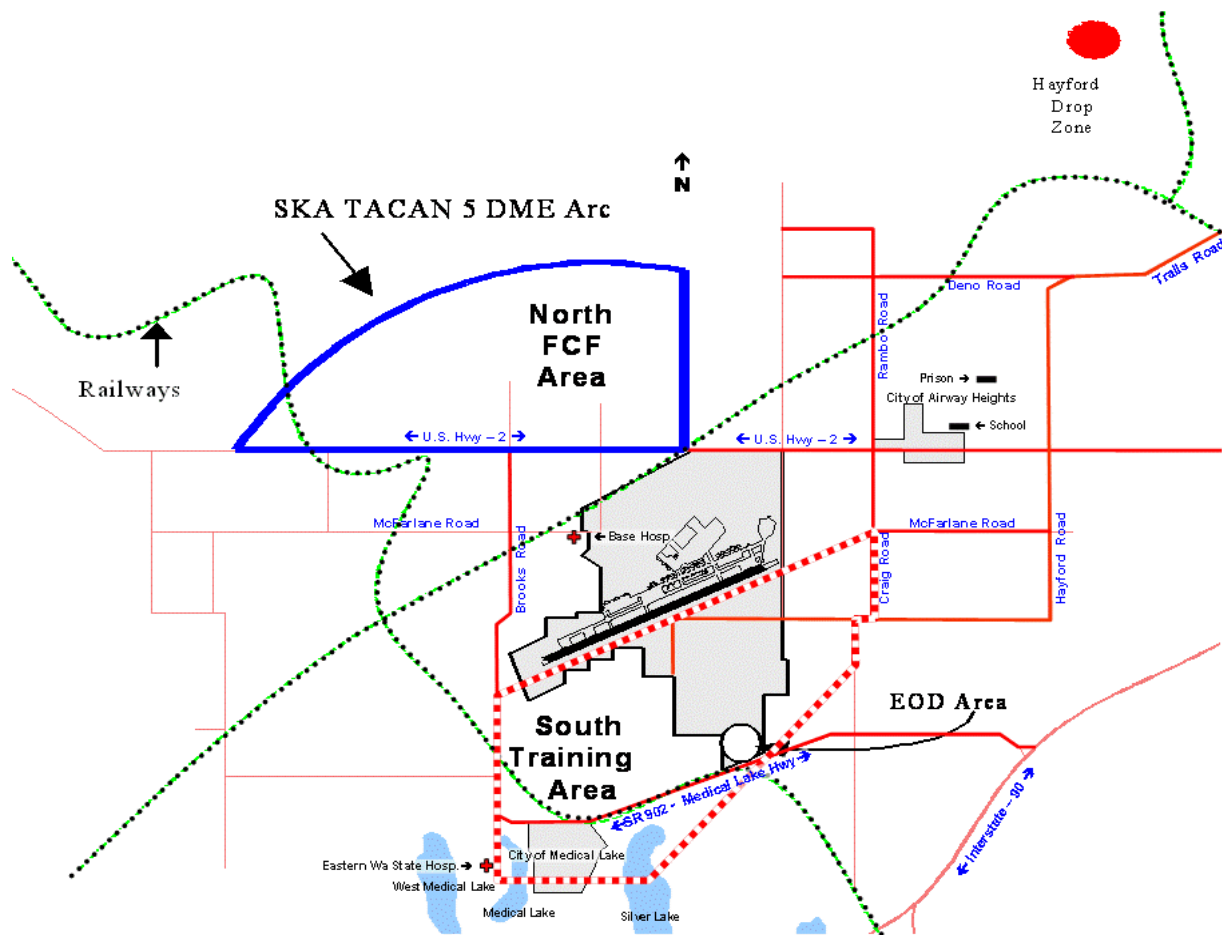 Hayford
Drop
Zone
N
SKA TACAN 5 DME Arc
Trails Road
Deno Road
North
FCF
Area
Rambo Road
Railways
Prison
City of Airway Heights
School
U.S. Hwy – 2
U.S. Hwy – 2
McFarlane Road
McFarlane Road
Base Hosp.
Brooks Road
Craig Road
Hayford Road
EOD Area
South
Training
Area
SR 902 - Medical Lake Hwy
Interstate – 90
City of Medical Lake
Eastern Wa State Hosp.
West Medical Lake
Medical Lake
Silver Lake